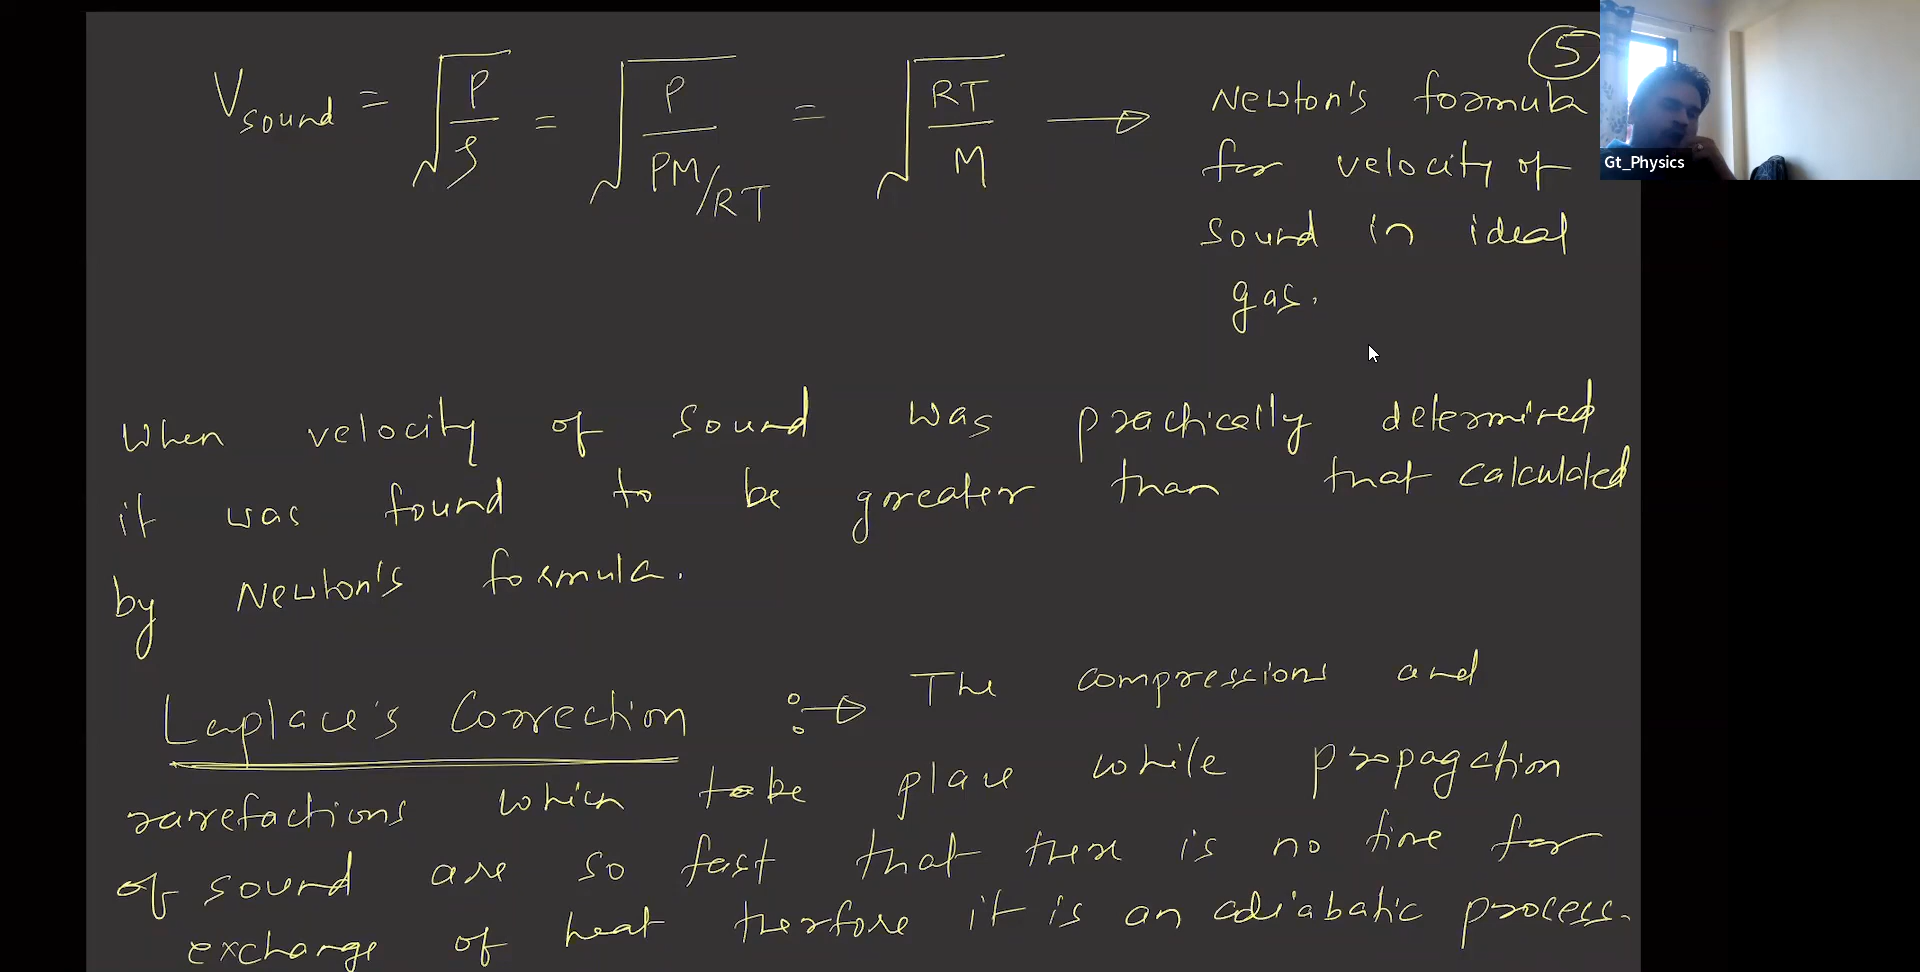 V_sound = √(P/ρ) = √(P/(PM/RT)) = √(RT/M) → Newton's formula
for velocity of
sound in ideal
gas.
5
Gt_Physics
When velocity of sound was practically determined
it was found to be greater than that calculated
by Newton's formula.
Laplace's Correction :→ The compressions and
rarefactions which take place while propagation
of sound are so fast that there is no time for
exchange of heat therfore it is an adiabatic process.